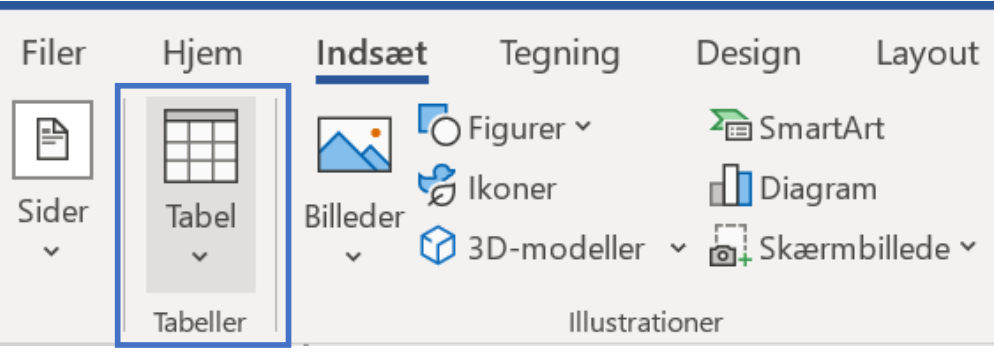 Filer Hjem Indsæt Tegning Design Layout
Sider
Tabel
Tabeller
Billeder
Figurer
Ikoner
3D-modeller
SmartArt
Diagram
Skærmbillede
Illustrationer